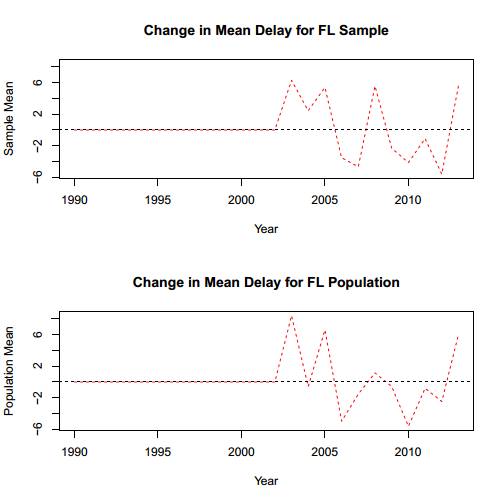 Change in Mean Delay for FL Sample
Sample Mean
6
2
−2
−6
1990 1995 2000 2005 2010
Year
Change in Mean Delay for FL Population
Population Mean
6
2
−2
−6
1990 1995 2000 2005 2010
Year